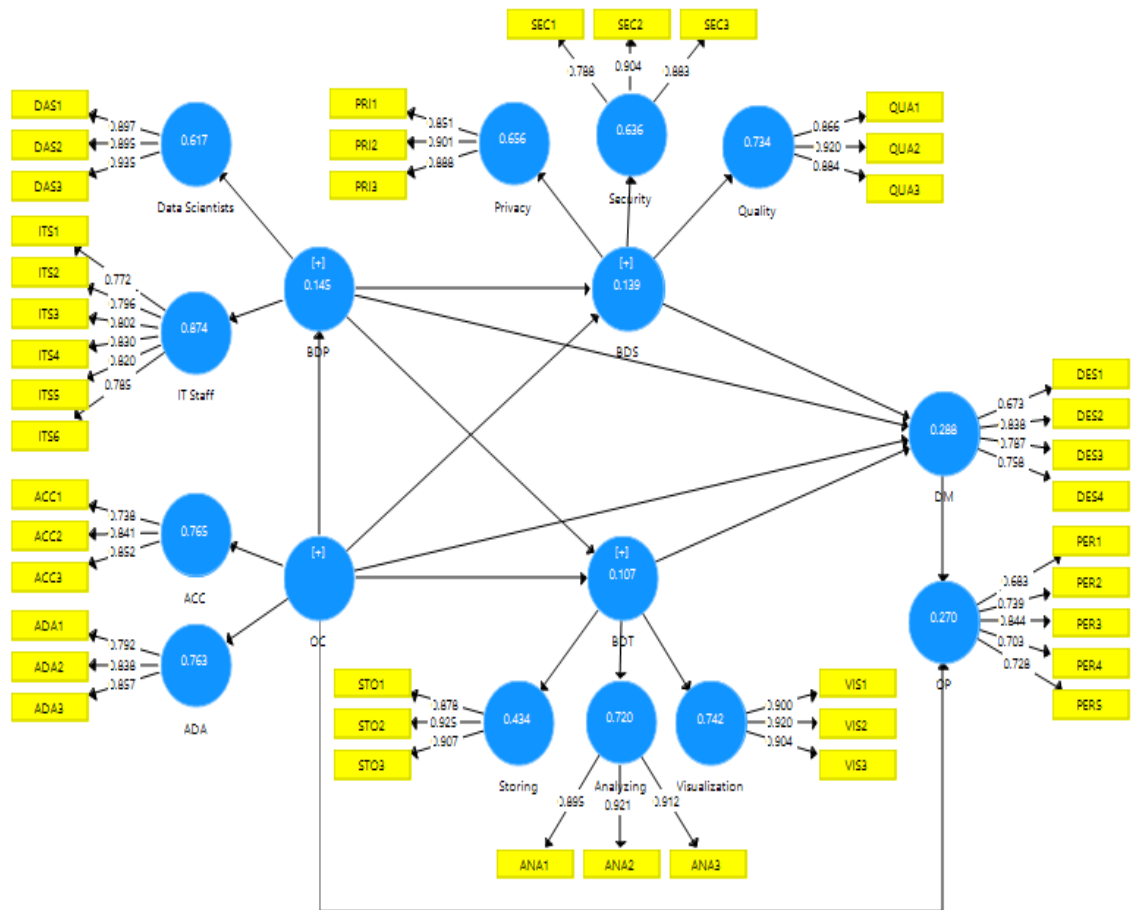 SEC1
SEC2
SEC3
0.788
0.904
0.883
DAS1
DAS2
DAS3
0.897
0.895
0.935
0.617
Data Scientists
PRI1
PRI2
PRI3
0.851
0.901
0.888
0.656
Privacy
0.636
Security
0.734
Quality
0.866
0.920
0.884
QUA1
QUA2
QUA3
ITS1
ITS2
ITS3
ITS4
ITS5
ITS6
0.772
0.796
0.802
0.830
0.820
0.785
0.874
IT Staff
[+]
0.145
BDP
[+]
0.139
BDS
0.288
DM
0.673
0.838
0.787
0.758
DES1
DES2
DES3
DES4
ACC1
ACC2
ACC3
0.738
0.841
0.852
0.765
ACC
[+]
OC
[+]
0.107
BDT
0.270
OP
0.683
0.739
0.844
0.703
0.728
PER1
PER2
PER3
PER4
PER5
ADA1
ADA2
ADA3
0.792
0.838
0.857
0.763
ADA
STO1
STO2
STO3
0.878
0.925
0.907
0.434
Storing
0.720
Analyzing
0.742
Visualization
0.900
0.920
0.904
VIS1
VIS2
VIS3
0.895
0.921
0.912
ANA1
ANA2
ANA3